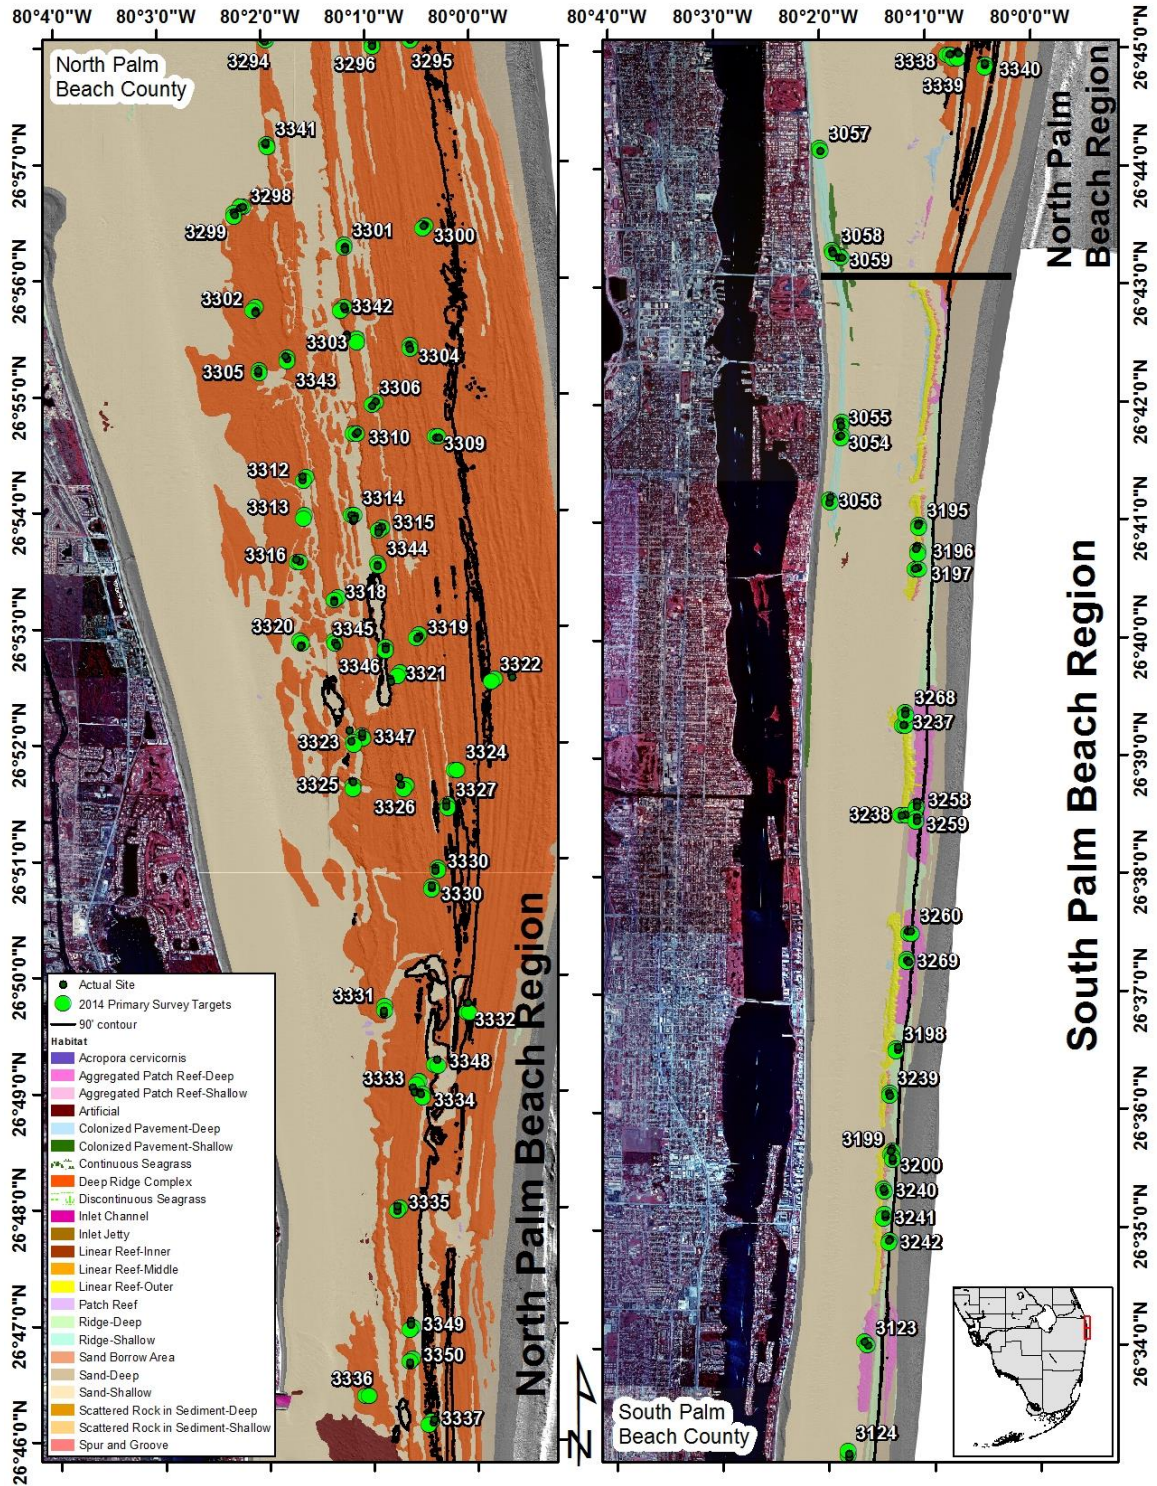 80°4'0"W 80°3'0"W 80°2'0"W 80°1'0"W 80°0'0"W
80°4'0"W 80°3'0"W 80°2'0"W 80°1'0"W 80°0'0"W
North Palm
Beach County
3294
3296
3295
3341
3298
3299
3301
3300
3302
3342
3303
3304
3305
3343
3306
3310
3309
3312
3313
3314
3315
3316
3344
3318
3320
3345
3319
3346
3321
3322
3323
3347
3324
3325
3326
3327
3330
3330
3331
3332
3348
3333
3334
3335
3349
3350
3336
3337
26°57'0"N
26°56'0"N
26°55'0"N
26°54'0"N
26°53'0"N
26°52'0"N
26°51'0"N
26°50'0"N
26°49'0"N
26°48'0"N
26°47'0"N
26°46'0"N
North Palm Beach Region
Actual Site
2014 Primary Survey Targets
90' contour
Habitat
Acropora cervicornis
Aggregated Patch Reef-Deep
Aggregated Patch Reef-Shallow
Artificial
Colonized Pavement-Deep
Colonized Pavement-Shallow
Continuous Seagrass
Deep Ridge Complex
Discontinuous Seagrass
Inlet Channel
Inlet Jetty
Linear Reef-Inner
Linear Reef-Middle
Linear Reef-Outer
Patch Reef
Ridge-Deep
Ridge-Shallow
Sand Borrow Area
Sand-Deep
Sand-Shallow
Scattered Rock in Sediment-Deep
Scattered Rock in Sediment-Shallow
Spur and Groove
N
3338
3339
3340
3057
3058
3059
3055
3054
3056
3195
3196
3197
3268
3237
3258
3238
3259
3260
3269
3198
3239
3199
3200
3240
3241
3242
3123
3124
North Palm
Beach Region
South Palm Beach Region
South Palm
Beach County
26°45'0"N
26°44'0"N
26°43'0"N
26°42'0"N
26°41'0"N
26°40'0"N
26°39'0"N
26°38'0"N
26°37'0"N
26°36'0"N
26°35'0"N
26°34'0"N